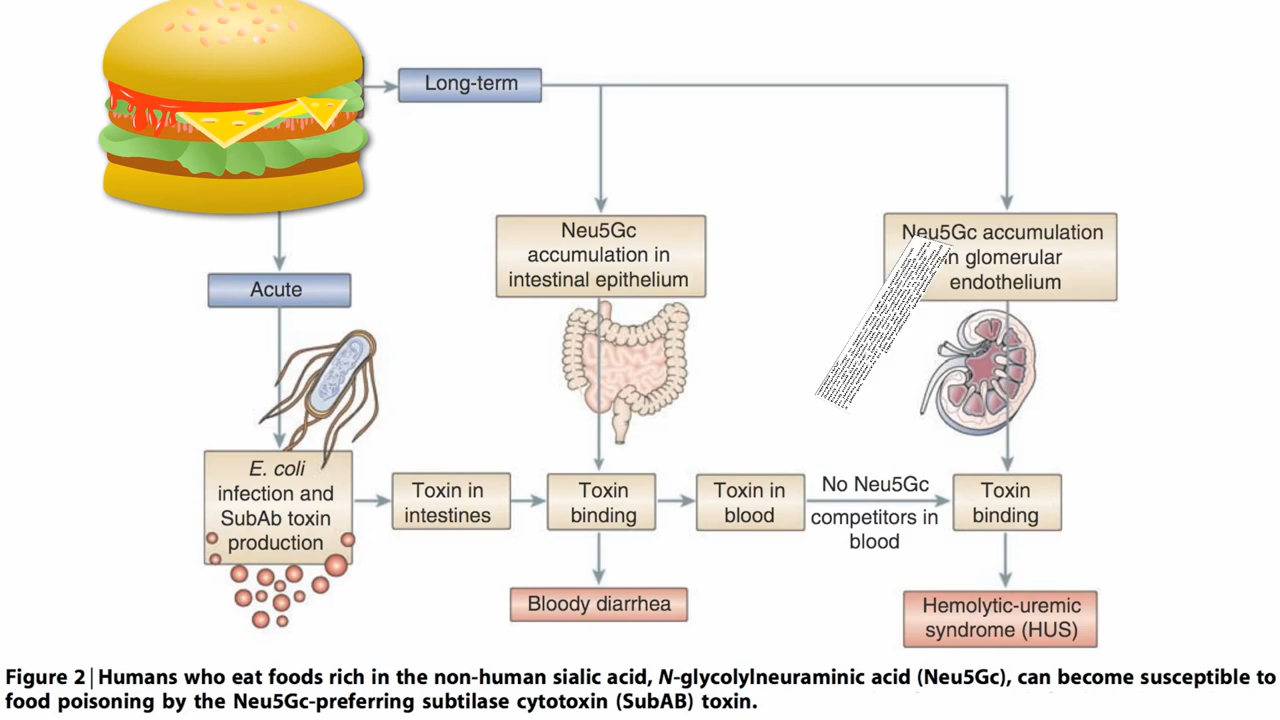 Long-term
Neu5Gc
accumulation in
intestinal epithelium
Neu5Gc accumulation
in glomerular
endothelium
Acute
E. coli
infection and
SubAb toxin
production
Toxin in
intestines
Toxin
binding
Toxin in
blood
No Neu5Gc
competitors in
blood
Toxin
binding
Bloody diarrhea
Hemolytic-uremic
syndrome (HUS)
Figure 2|Humans who eat foods rich in the non-human sialic acid, N-glycolylneuraminic acid (Neu5Gc), can become susceptible to
food poisoning by the Neu5Gc-preferring subtilase cytotoxin (SubAB) toxin.